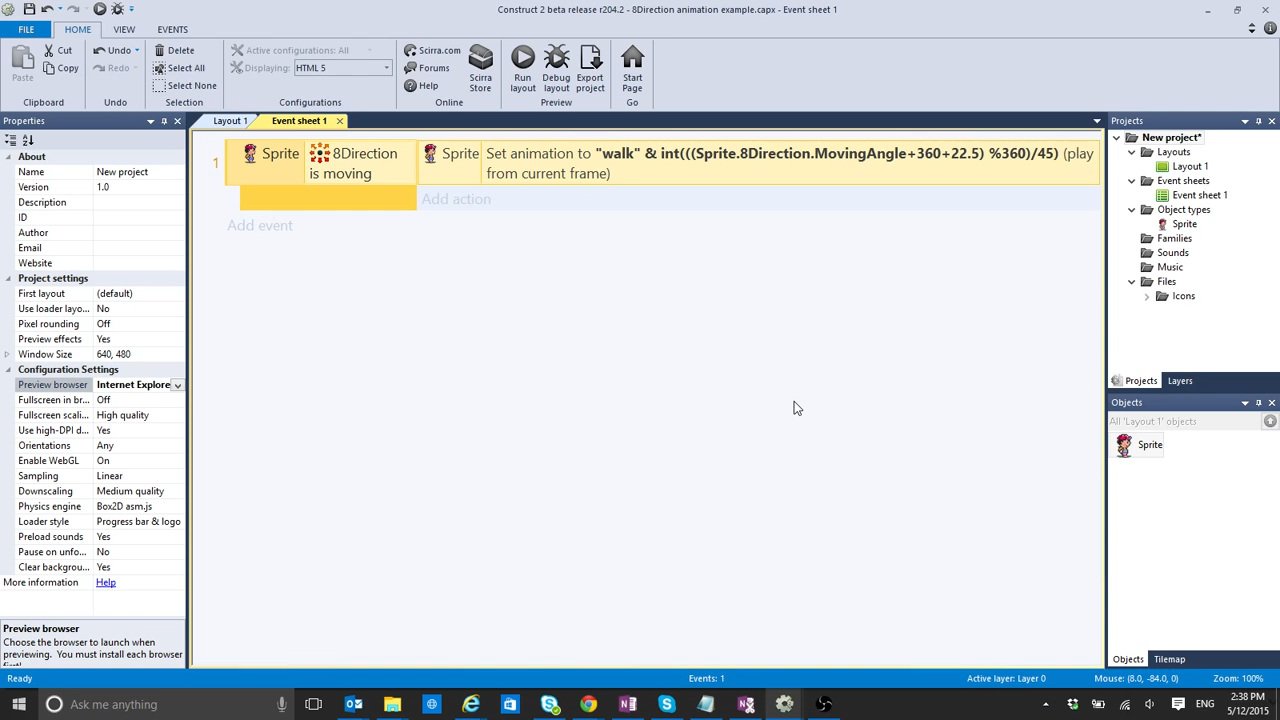 Construct 2 beta release r204.2 - 8Direction animation example.capx - Event sheet 1
FILE HOME VIEW EVENTS
Paste Cut Copy Clipboard
Undo Redo Undo
Delete Select All Select None Selection
Active configurations: All
Displaying: HTML 5
Configurations
Scirra.com Forums Help Scirra Store Online
Run layout Debug layout Export project Preview
Start Page Go
Properties
About
Name New project
Version 1.0
Description
ID
Author
Email
Website
Project settings
First layout (default)
Use loader layo... No
Pixel rounding Off
Preview effects Yes
Window Size 640, 480
Configuration Settings
Preview browser Internet Explore
Fullscreen in br... Off
Fullscreen scali... High quality
Use high-DPI d... Yes
Orientations Any
Enable WebGL On
Sampling Linear
Downscaling Medium quality
Physics engine Box2D asm.js
Loader style Progress bar & logo
Preload sounds Yes
Pause on unfo... No
Clear backgrou... Yes
More information Help
Preview browser
Choose the browser to launch when
previewing. You must install each browser
first!
Layout 1 Event sheet 1
1 Sprite 8Direction is moving
Sprite Set animation to "walk" & int(((Sprite.8Direction.MovingAngle+360+22.5) %360)/45) (play
from current frame)
Add action
Add event
Projects
New project*
Layouts
Layout 1
Event sheets
Event sheet 1
Object types
Sprite
Families
Sounds
Music
Files
Icons
Projects Layers
Objects
All 'Layout 1' objects
Sprite
Objects Tilemap
Ready Events: 1 Active layer: Layer 0 Mouse: (8.0, -84.0, 0) Zoom: 100%
Ask me anything
ENG
2:38 PM
5/12/2015